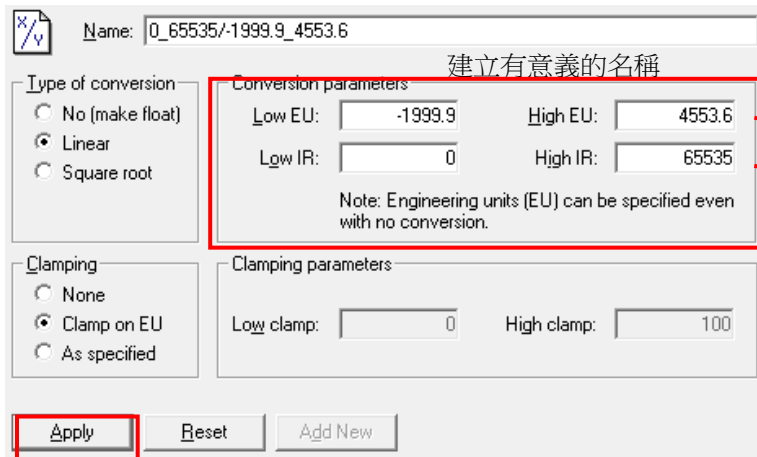 X/Y
Name: 0_65535/-1999.9_4553.6
建立有意義的名稱
Type of conversion
No (make float)
Linear
Square root
Conversion parameters
Low EU: -1999.9 High EU: 4553.6
Low IR: 0 High IR: 65535
Note: Engineering units (EU) can be specified even
with no conversion.
Clamping
None
Clamp on EU
As specified
Clamping parameters
Low clamp: 0 High clamp: 100
Apply Reset Add New